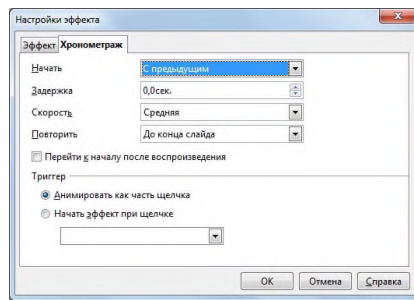 Настройки эффекта
Эффект Хронометраж
Начать С предыдущим
Задержка 0,0сек.
Скорость Средняя
Повторить До конца слайда
Перейти к началу после воспроизведения
Триггер
Анимировать как часть щелчка
Начать эффект при щелчке
ОК Отмена Справка